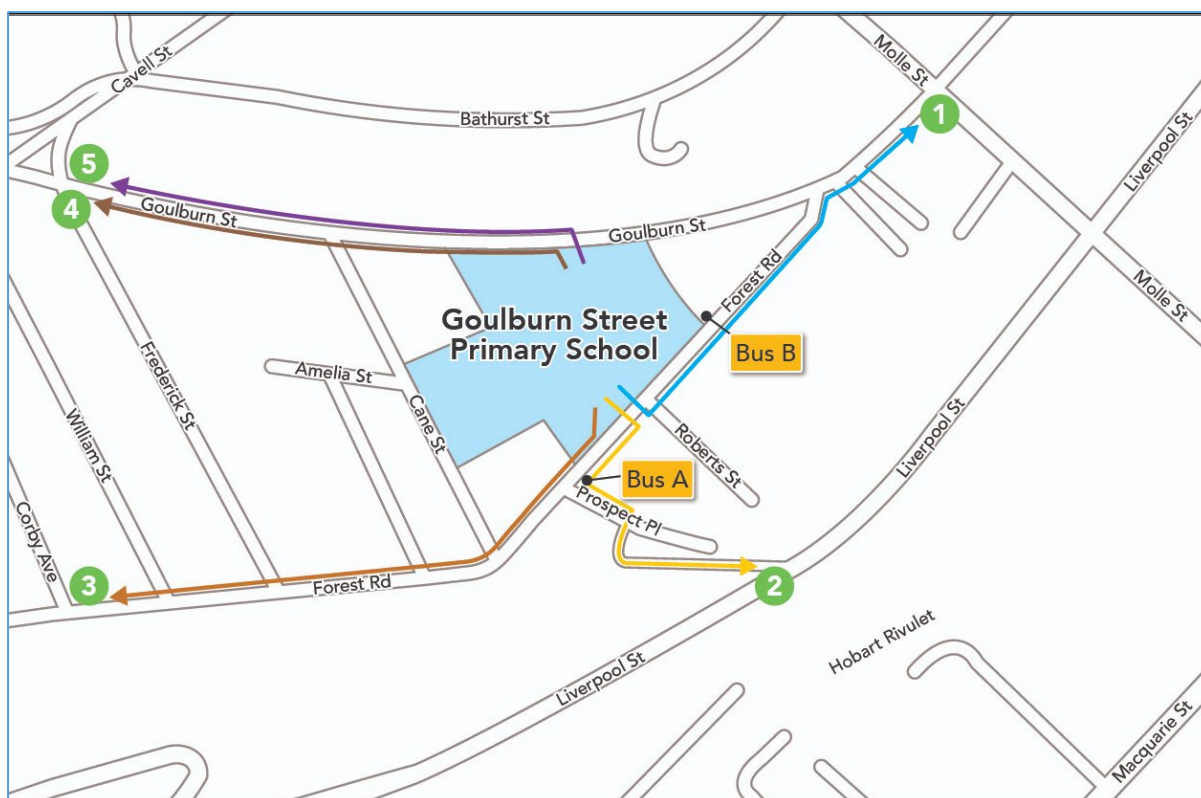 Molle St
Cavell St
1
Bathurst St
Liverpool St
5
4
Goulburn St
Goulburn St
Molle St
Forest Rd
Goulburn Street
Primary School
Bus B
Frederick St
Amelia St
Cane St
William St
Roberts St
Liverpool St
Bus A
Prospect Pl
Corby Ave
3
Forest Rd
2
Hobart Rivulet
Liverpool St
Macquarie St